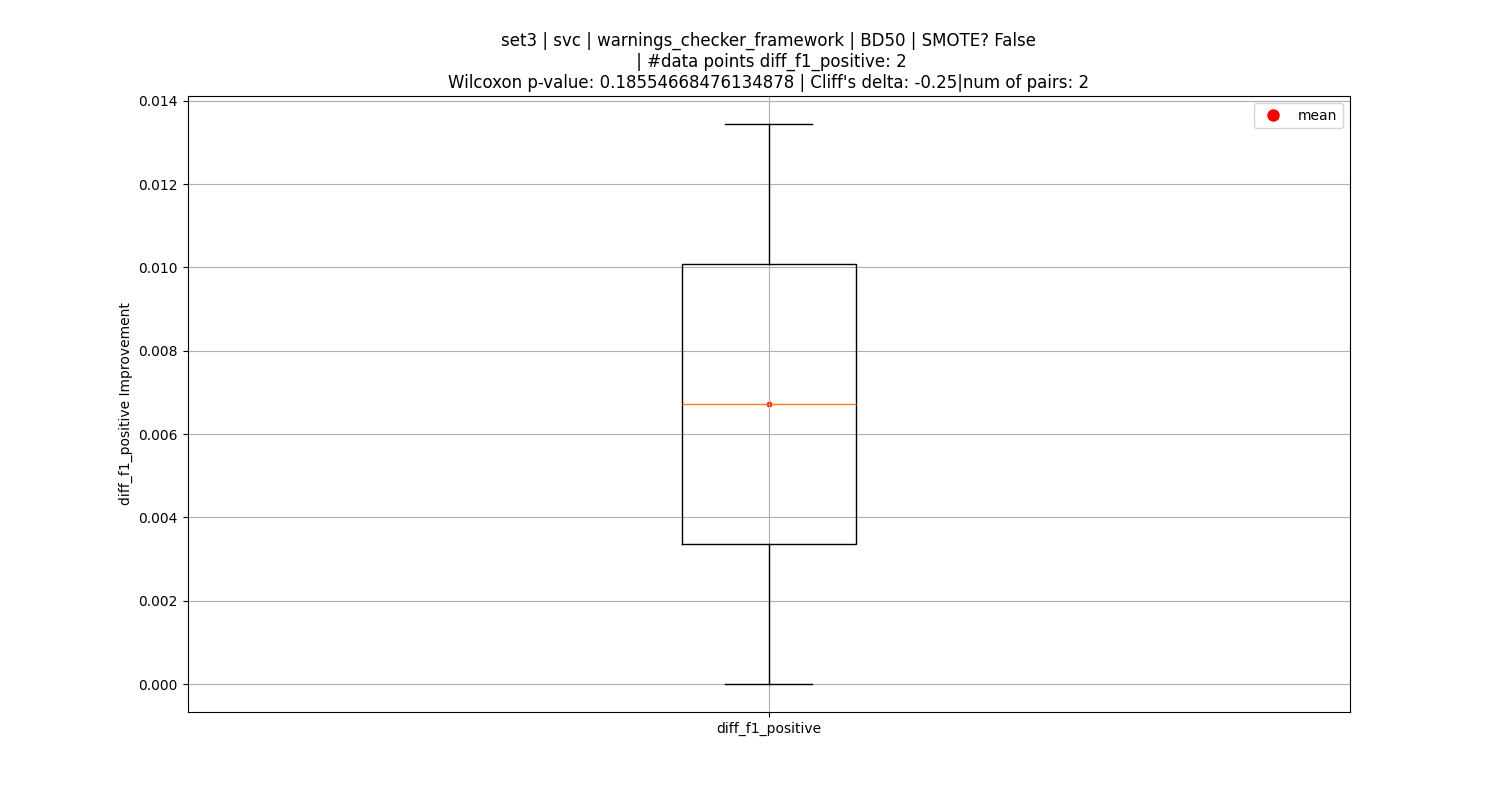 set3 | svc | warnings_checker_framework | BD50 | SMOTE? False
| #data points diff_f1_positive: 2
Wilcoxon p-value: 0.18554668476134878 | Cliff's delta: -0.25|num of pairs: 2
mean
0.014
0.012
0.010
0.008
0.006
0.004
0.002
0.000
diff_f1_positive Improvement
diff_f1_positive